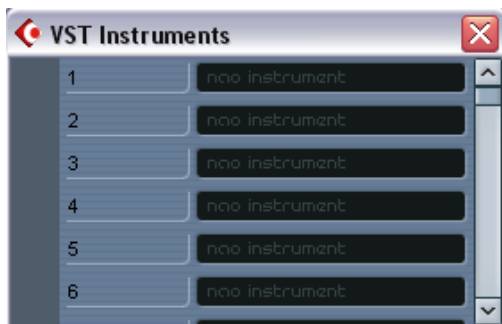 VST Instruments
1 no instrument
2 no instrument
3 no instrument
4 no instrument
5 no instrument
6 no instrument